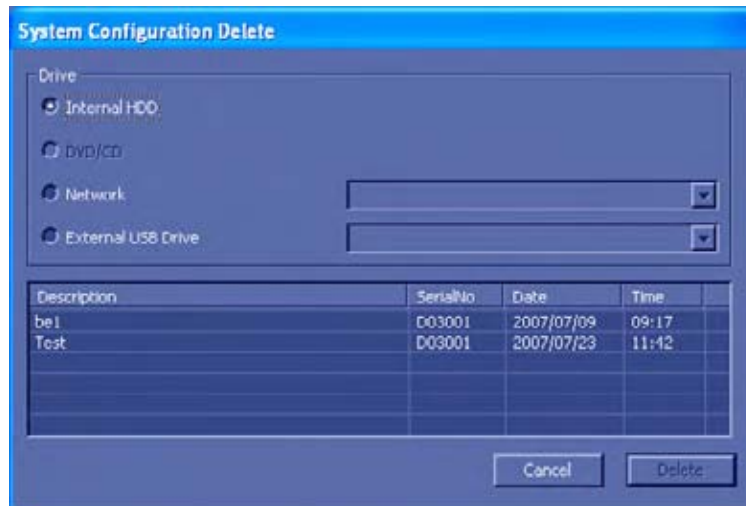 System Configuration Delete
Drive
Internal HDD
DVD/CD
Network
External USB Drive
Description SerialNo Date Time
be1 D03001 2007/07/09 09:17
Test D03001 2007/07/23 11:42
Cancel Delete